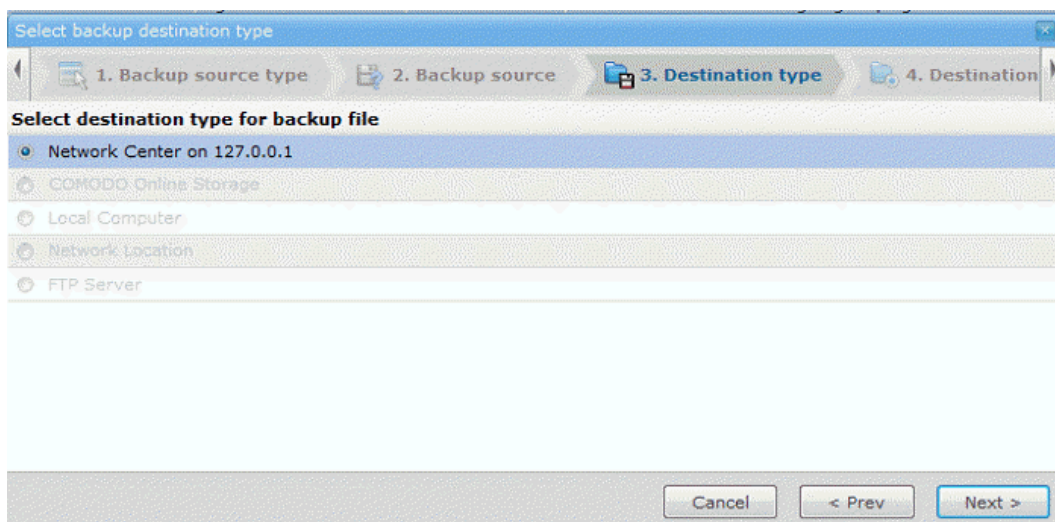 Select backup destination type
1. Backup source type
2. Backup source
3. Destination type
4. Destination
Select destination type for backup file
Network Center on 127.0.0.1
COMODO Online Storage
Local Computer
Network Location
FTP Server
Cancel
< Prev
Next >